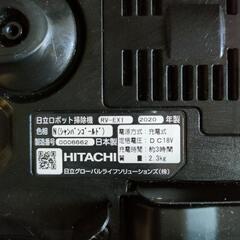 日立ロボット掃除機 RV-EX1 2020 年製
色柄 N(シャンパンゴールド)
製造番号 0006662 日本製
電源方式：充電式
定格電圧：DC18V
充電時間：約3時間
質量：2.3kg
HITACHI
日立グローバルライフソリューションズ(株)